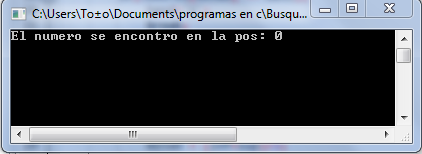 C:\Users\To±o\Documents\programas en c\Busqu...
El numero se encontro en la pos: 0